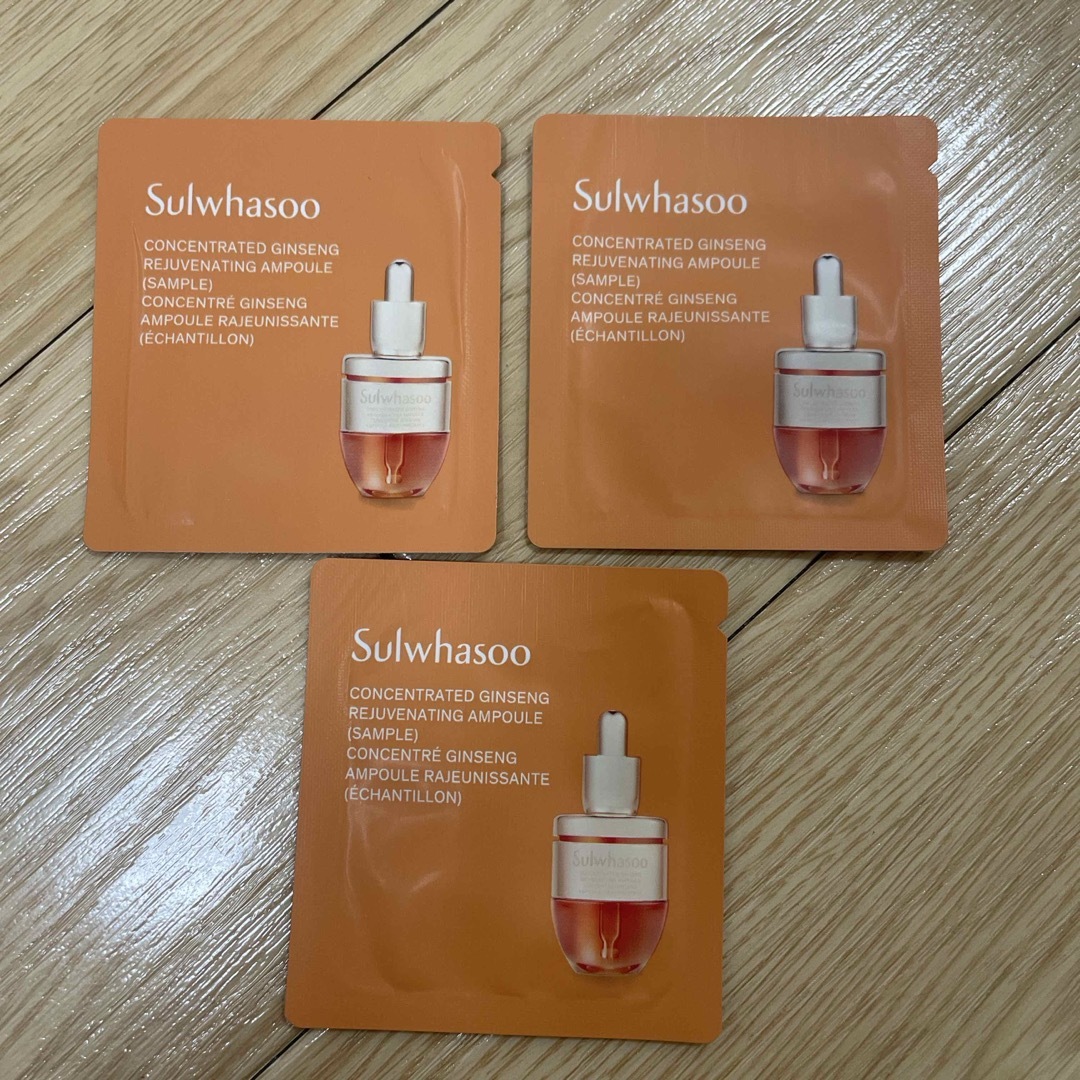 Sulwhasoo
CONCENTRATED GINSENG
REJUVENATING AMPOULE
(SAMPLE)
CONCENTRÉ GINSENG
AMPOULE RAJEUNISSANTE
(ÉCHANTILLON)
Sulwhasoo
Sulwhasoo
CONCENTRATED GINSENG
REJUVENATING AMPOULE
(SAMPLE)
CONCENTRÉ GINSENG
AMPOULE RAJEUNISSANTE
(ÉCHANTILLON)
Sulwhasoo
Sulwhasoo
CONCENTRATED GINSENG
REJUVENATING AMPOULE
(SAMPLE)
CONCENTRÉ GINSENG
AMPOULE RAJEUNISSANTE
(ÉCHANTILLON)
Sulwhasoo